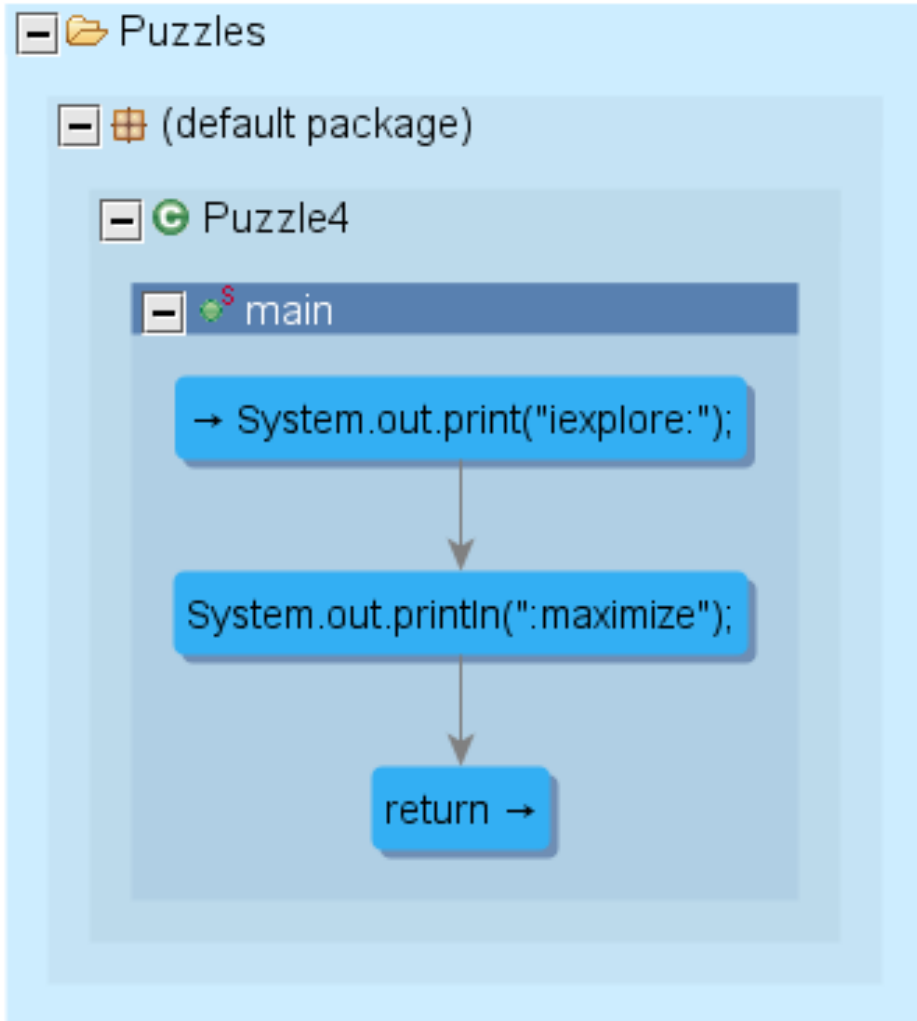 Puzzles
(default package)
C Puzzle4
S main
→ System.out.print("iexplore:");
System.out.println(":maximize");
return →